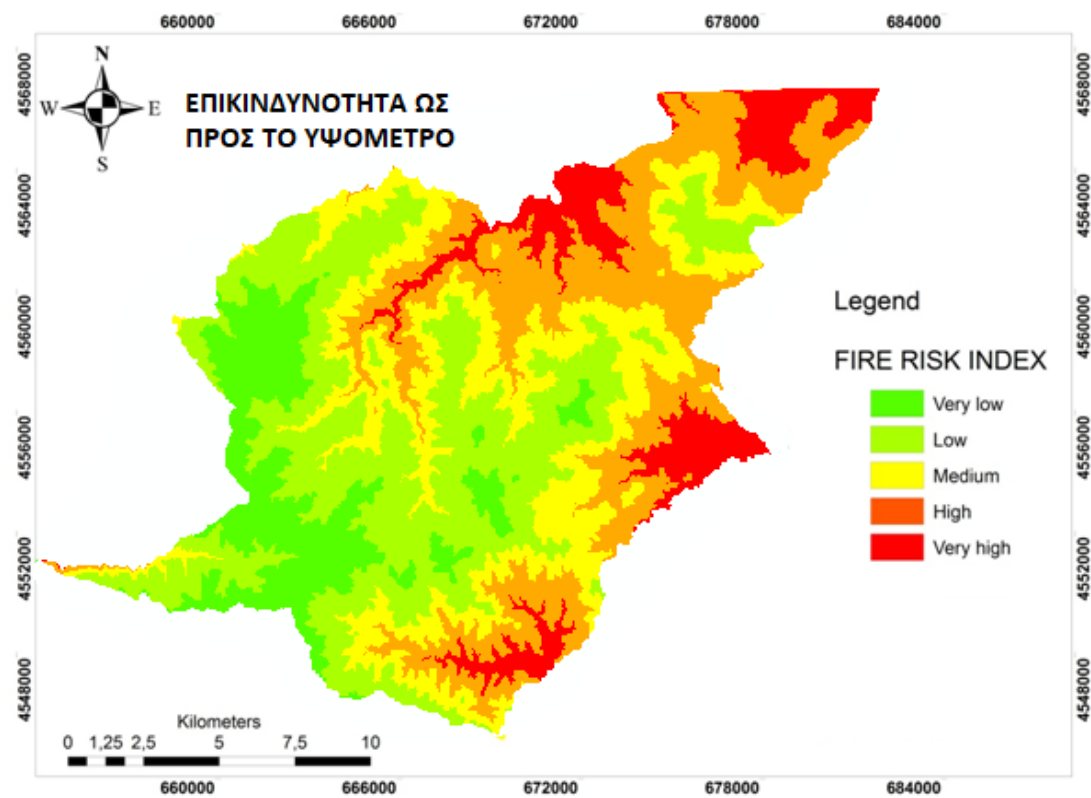 660000 666000 672000 678000 684000
N
W E
S
ΕΠΙΚΙΝΔΥΝΟΤΗΤΑ ΩΣ
ΠΡΟΣ ΤΟ ΥΨΟΜΕΤΡΟ
4568000 4568000
4564000 4564000
4560000 4560000
4556000 4556000
4552000 4552000
4548000 4548000
Legend
FIRE RISK INDEX
Very low
Low
Medium
High
Very high
Kilometers
0 1,25 2,5 5 7,5 10
660000 666000 672000 678000 684000